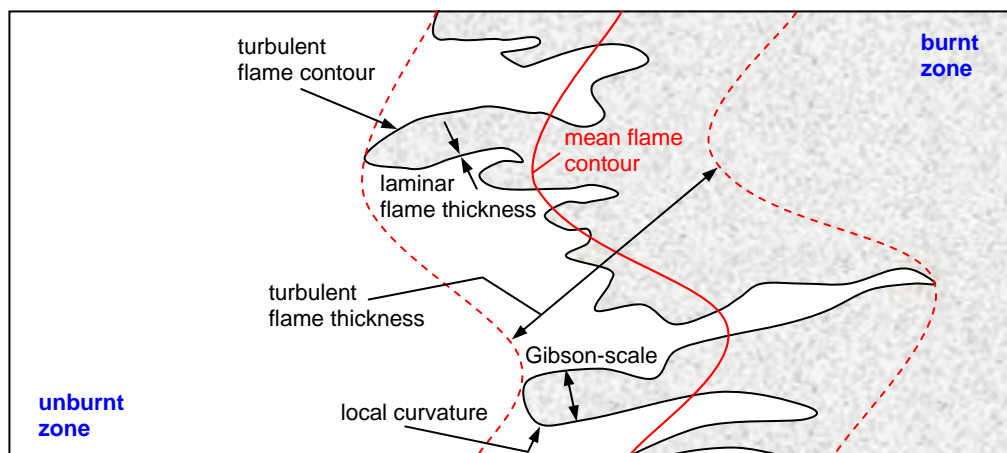 turbulent
flame contour
burnt
zone
mean flame
contour
laminar
flame thickness
turbulent
flame thickness
Gibson-scale
local curvature
unburnt
zone